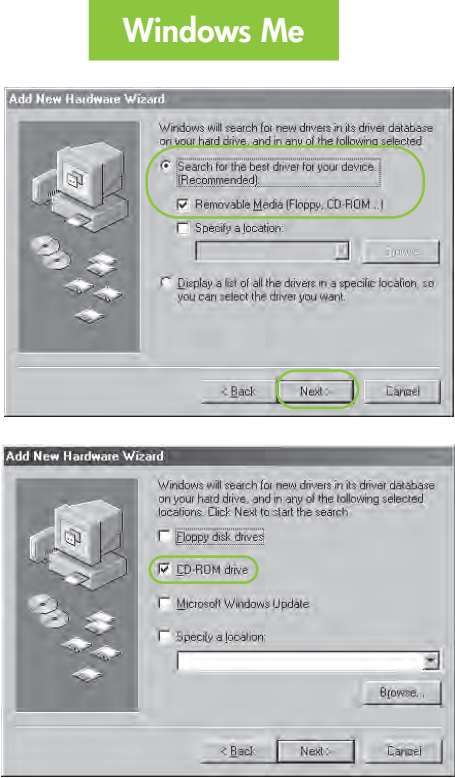 Windows Me
Add New Hardware Wizard
Windows will search for new drivers in its driver database
on your hard drive, and in any of the following selected
Search for the best driver for your device.
(Recommended).
Removable Media (Floppy, CD-ROM...)
Specify a location:
Browse...
Display a list of all the drivers in a specific location, so
you can select the driver you want.
< Back Next > Cancel
Add New Hardware Wizard
Windows will search for new drivers in its driver database
on your hard drive, and in any of the following selected
locations. Click Next to start the search.
Floppy disk drives
CD-ROM drive
Microsoft Windows Update
Specify a location:
Browse...
< Back Next > Cancel